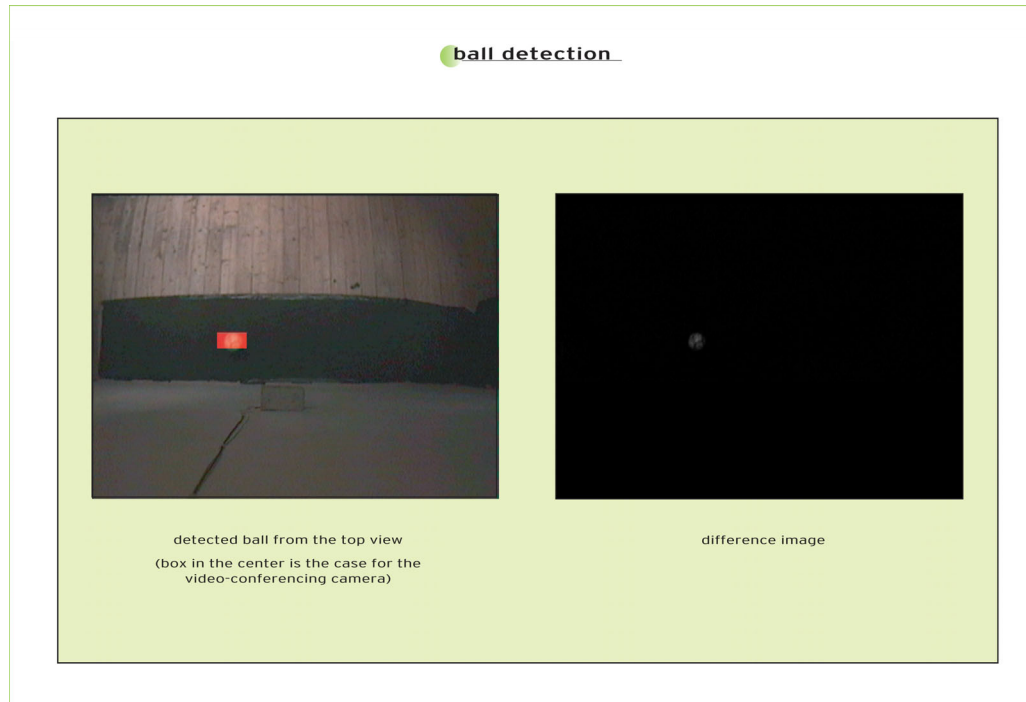 ball detection
detected ball from the top view
(box in the center is the case for the
video-conferencing camera)
difference image